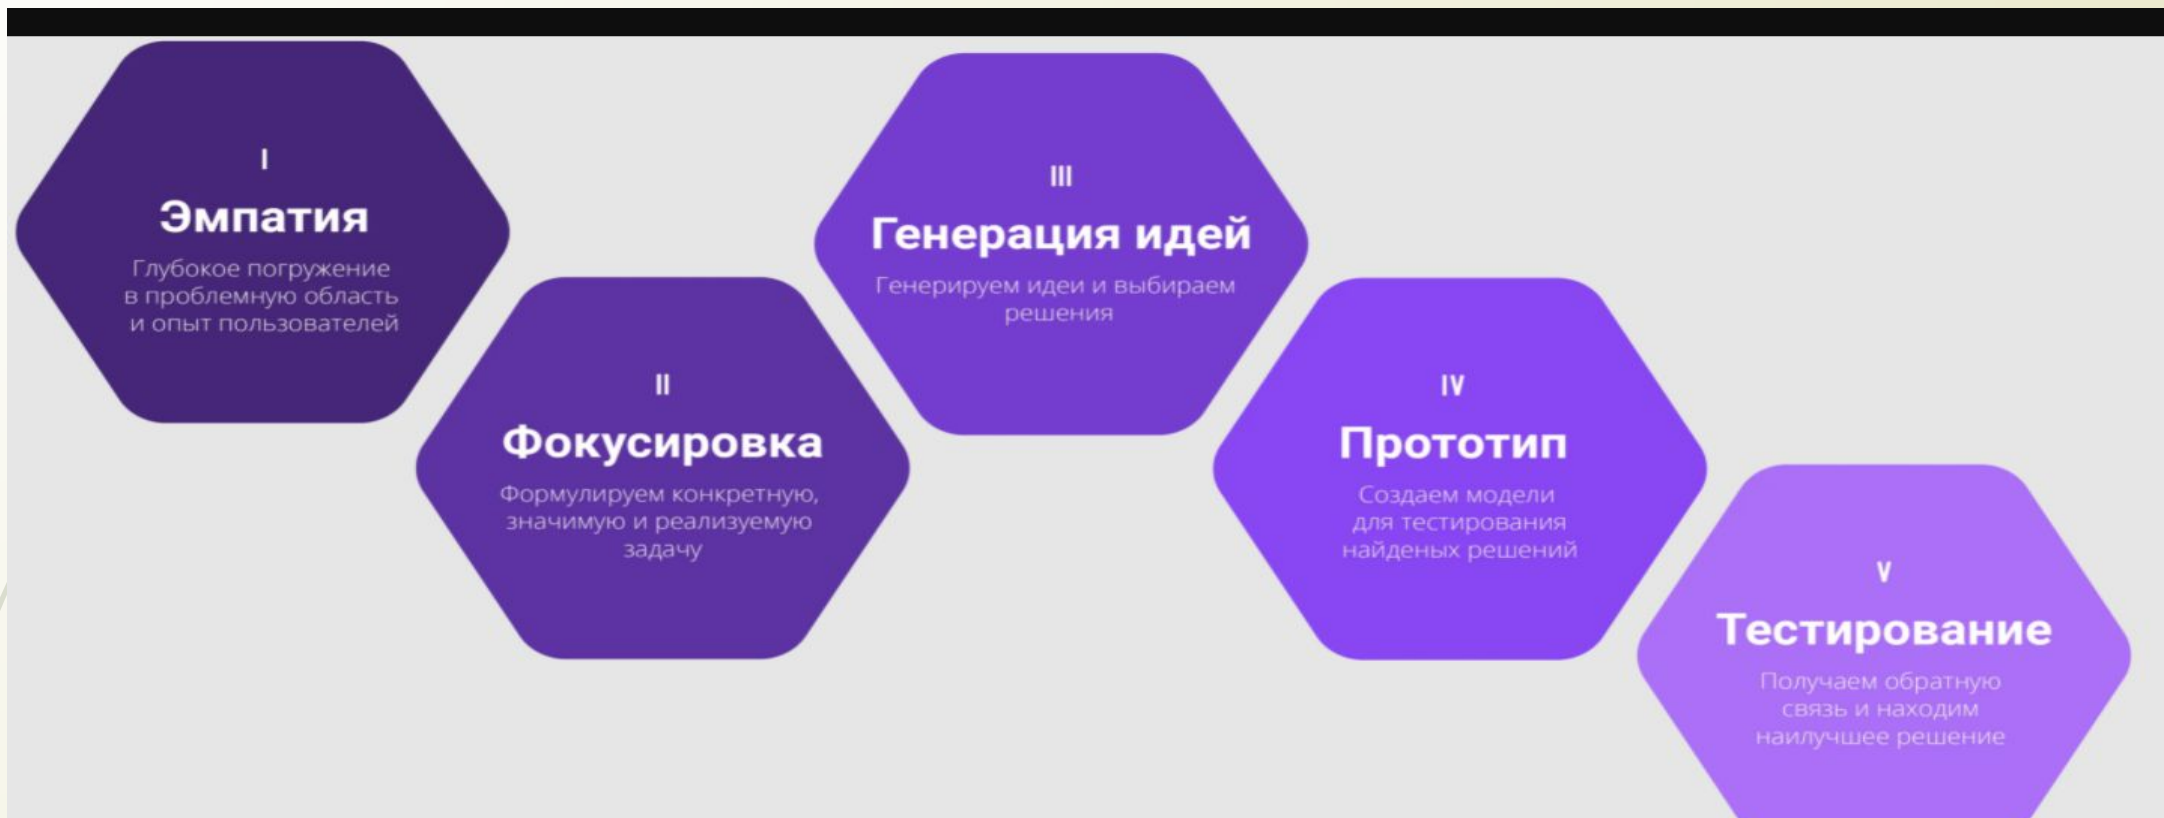 I
Эмпатия
Глубокое погружение
в проблемную область
и опыт пользователей
II
Фокусировка
Формулируем конкретную,
значимую и реализуемую
задачу
III
Генерация идей
Генерируем идеи и выбираем
решения
IV
Прототип
Создаем модели
для тестирования
найденых решений
V
Тестирование
Получаем обратную
связь и находим
наилучшее решение